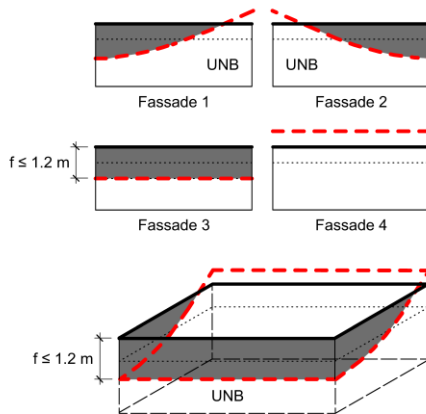 UNB
UNB
Fassade 1
Fassade 2
f ≤ 1.2 m
Fassade 3
Fassade 4
f ≤ 1.2 m
UNB